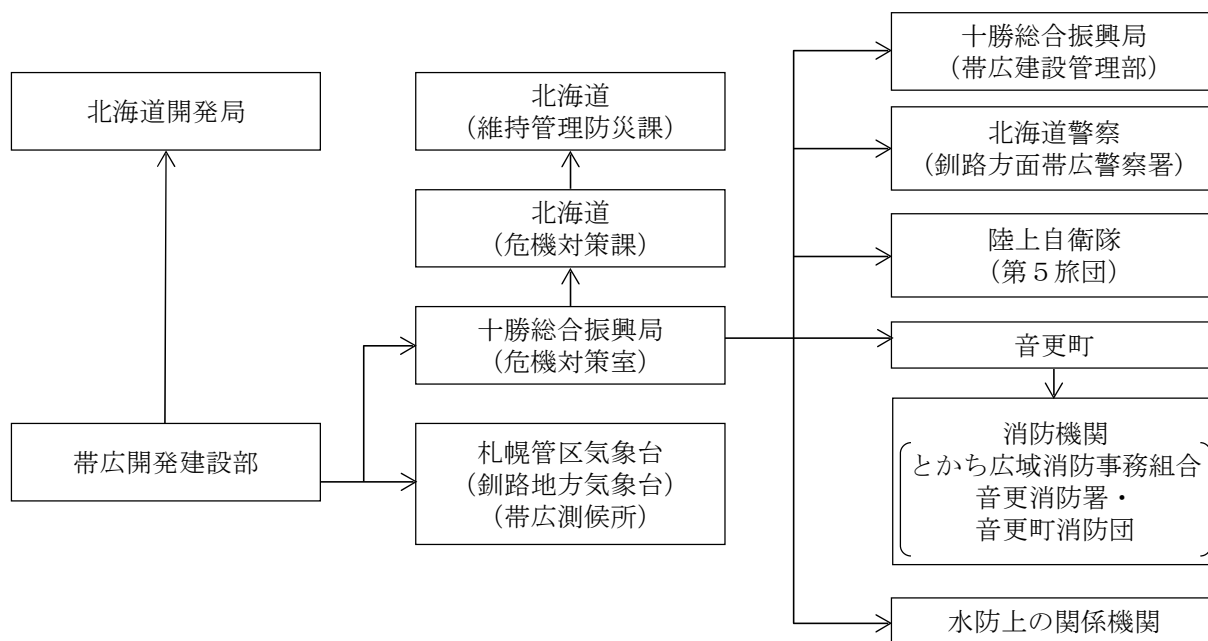 北海道開発局
帯広開発建設部
北海道
（維持管理防災課）
北海道
（危機対策課）
十勝総合振興局
（危機対策室）
札幌管区気象台
（釧路地方気象台）
（帯広測候所）
十勝総合振興局
（帯広建設管理部）
北海道警察
（釧路方面帯広警察署）
陸上自衛隊
（第５旅団）
音更町
消防機関
とかち広域消防事務組合
音更消防署・
音更町消防団
水防上の関係機関